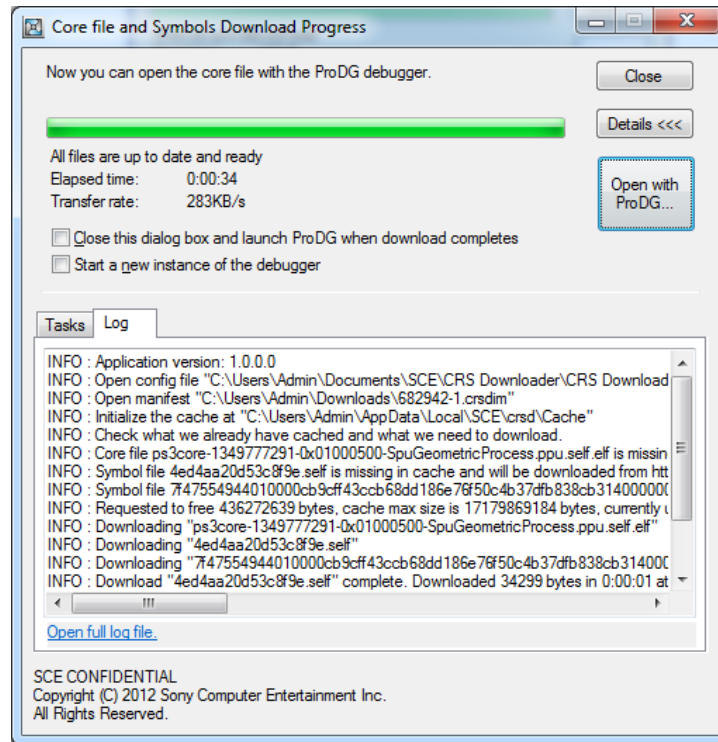 Core file and Symbols Download Progress
Now you can open the core file with the ProDG debugger.
Close
Details <<<
All files are up to date and ready
Elapsed time: 0:00:34
Transfer rate: 283KB/s
Open with
ProDG...
Close this dialog box and launch ProDG when download completes
Start a new instance of the debugger
Tasks Log
INFO : Application version: 1.0.0.0
INFO : Open config file "C:\Users\Admin\Documents\SCE\CRS Downloader\CRS Download
INFO : Open manifest "C:\Users\Admin\Downloads\682942-1.crsdim"
INFO : Initialize the cache at "C:\Users\Admin\AppData\Local\SCE\crsd\Cache"
INFO : Check what we already have cached and what we need to download.
INFO : Core file ps3core-1349777291-0x01000500-SpuGeometricProcess.ppu.self.elf is missin
INFO : Symbol file 4ed4aa20d53c8f9e.self is missing in cache and will be downloaded from htt
INFO : Symbol file 7f47554944010000cb9cff43ccb68dd186e76f50c4b37dfb838cb3140000000
INFO : Requested to free 436272639 bytes, cache max size is 17179869184 bytes, currently u
INFO : Downloading "ps3core-1349777291-0x01000500-SpuGeometricProcess.ppu.self.elf"
INFO : Downloading "4ed4aa20d53c8f9e.self"
INFO : Downloading "7f47554944010000cb9cff43ccb68dd186e76f50c4b37dfb838cb314000
INFO : Download "4ed4aa20d53c8f9e.self" complete. Downloaded 34299 bytes in 0:00:01 at
Open full log file.
SCE CONFIDENTIAL
Copyright (C) 2012 Sony Computer Entertainment Inc.
All Rights Reserved.